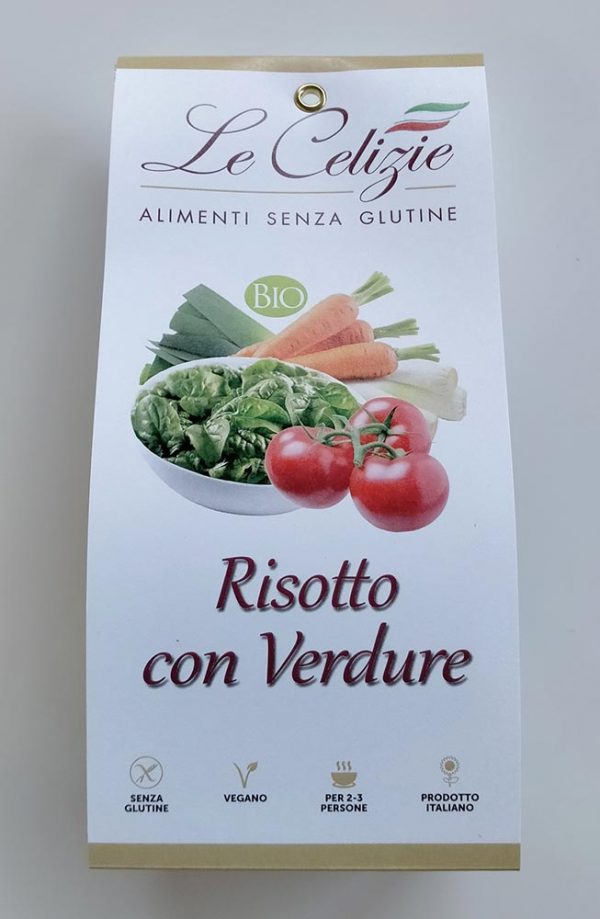 Le Celizie
ALIMENTI SENZA GLUTINE
BIO
Risotto
con Verdure
SENZA
GLUTINE
VEGANO
PER 2-3
PERSONE
PRODOTTO
ITALIANO